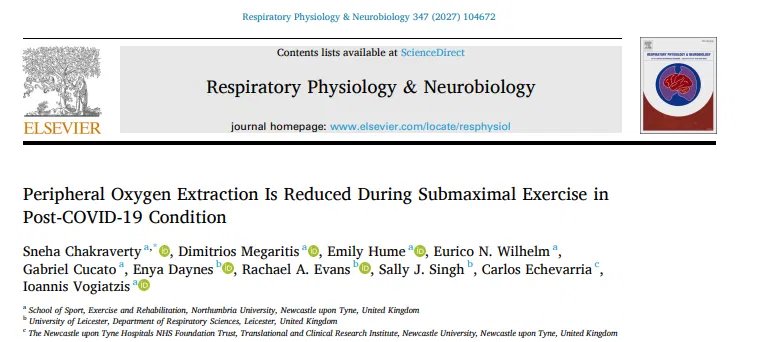 Respiratory Physiology & Neurobiology 347 (2027) 104672
Contents lists available at ScienceDirect
Respiratory Physiology & Neurobiology
journal homepage: www.elsevier.com/locate/resphysiol
ELSEVIER
RESPIRATORY PHYSIOLOGY & NEUROBIOLOGY
Peripheral Oxygen Extraction Is Reduced During Submaximal Exercise in
Post-COVID-19 Condition
Sneha Chakraverty a,*, Dimitrios Megaritis a, Emily Hume a, Eurico N. Wilhelm a,
Gabriel Cucato a, Enya Daynes b, Rachael A. Evans b, Sally J. Singh b, Carlos Echevarria c,
Ioannis Vogiatzis a
a School of Sport, Exercise and Rehabilitation, Northumbria University, Newcastle upon Tyne, United Kingdom
b University of Leicester, Department of Respiratory Sciences, Leicester, United Kingdom
c The Newcastle upon Tyne Hospitals NHS Foundation Trust, Translational and Clinical Research Institute, Newcastle University, Newcastle upon Tyne, United Kingdom